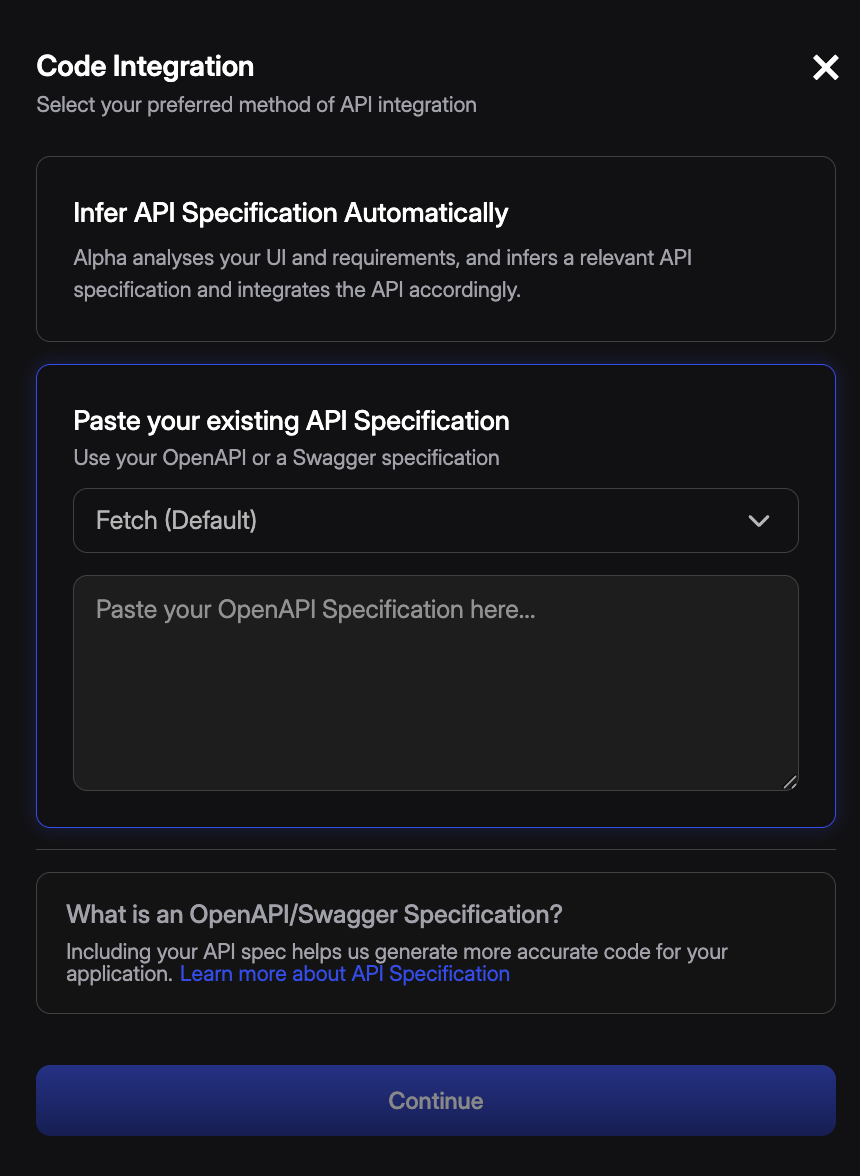 Code Integration
Select your preferred method of API integration
Infer API Specification Automatically
Alpha analyses your UI and requirements, and infers a relevant API
specification and integrates the API accordingly.
Paste your existing API Specification
Use your OpenAPI or a Swagger specification
Fetch (Default)
Paste your OpenAPI Specification here...
What is an OpenAPI/Swagger Specification?
Including your API spec helps us generate more accurate code for your
application. Learn more about API Specification
Continue